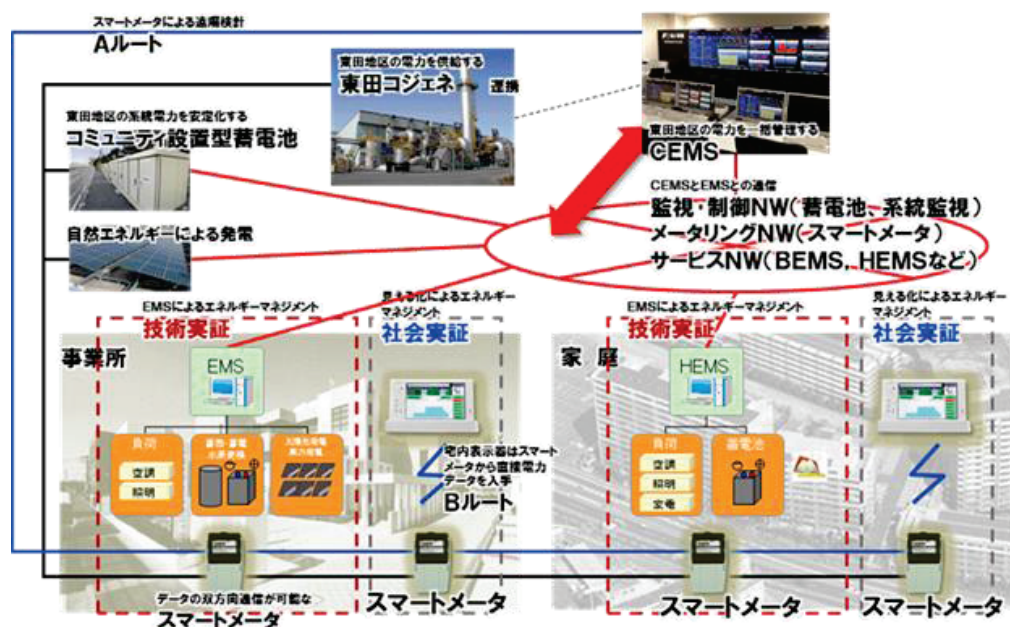 スマートメータによる遠隔検針
Aルート
東田地区の電力を供給する
東田コジェネ
連携
東田地区の系統電力を安定化する
コミュニティ設置型蓄電池
東田地区の電力を一括管理する
CEMS
CEMSとEMSとの通信
監視・制御NW(蓄電池、系統監視)
メータリングNW(スマートメータ)
サービスNW(BEMS, HEMSなど)
自然エネルギーによる発電
EMSによるエネルギーマネジメント
技術実証
見える化によるエネルギー
マネジメント
社会実証
EMSによるエネルギーマネジメント
技術実証
見える化によるエネルギー
マネジメント
社会実証
事業所
EMS
負荷
空調
照明
宅内表示器はスマート
メータから直接電力
データを入手
Bルート
家庭
HEMS
負荷
空調
照明
家電
蓄電池
データの双方向通信が可能な
スマートメータ
スマートメータ
スマートメータ
スマートメータ